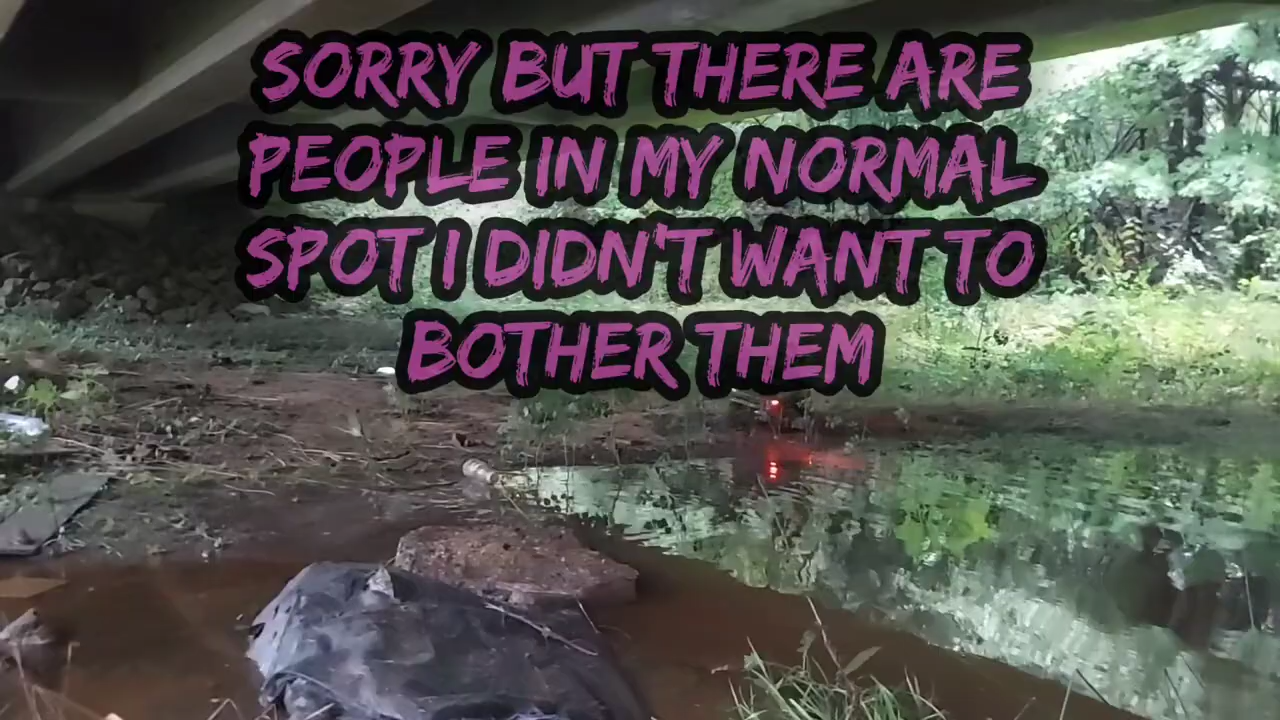 SORRY BUT THERE ARE
PEOPLE IN MY NORMAL
SPOT I DIDN'T WANT TO
BOTHER THEM